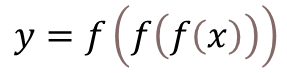 y = f(f(f(x)))